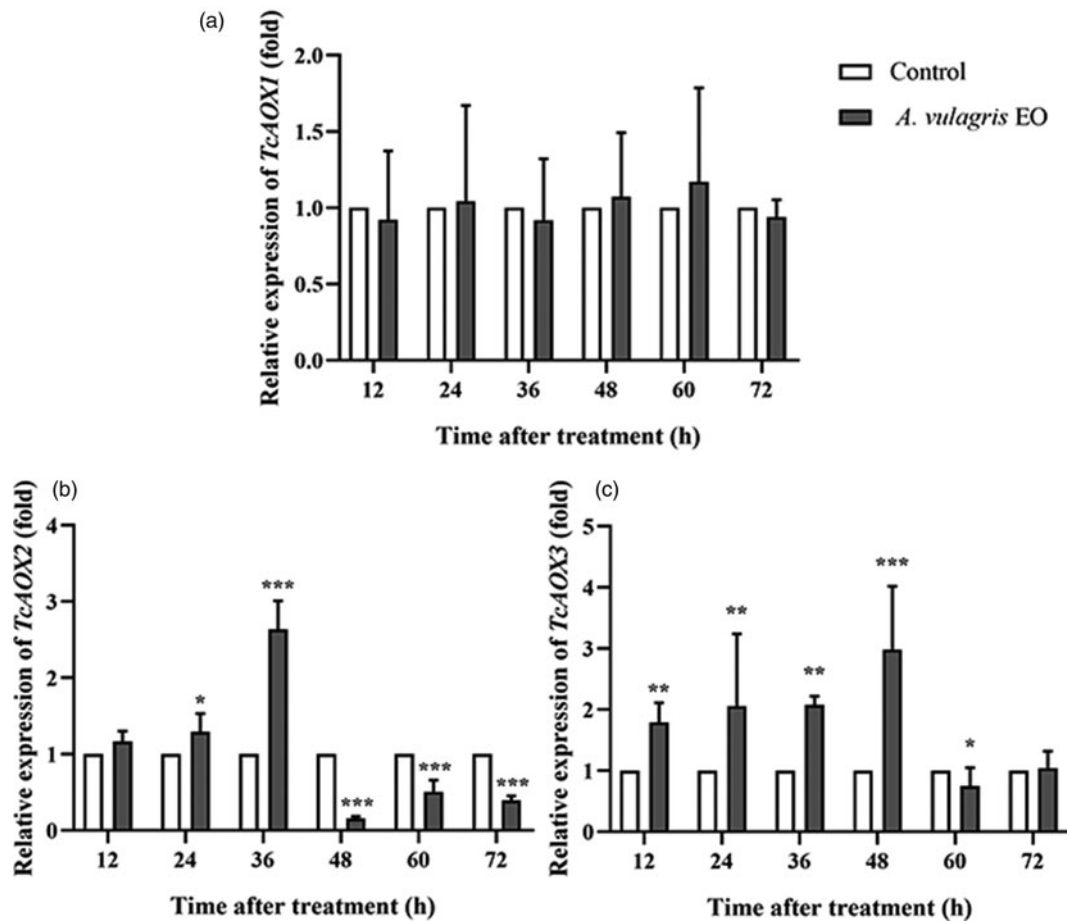 (a)
Relative expression of TcAOX1 (fold)
2.0
1.5
1.0
0.5
0.0
12 24 36 48 60 72
Time after treatment (h)
Control
A. vulagris EO
(b)
Relative expression of TcAOX2 (fold)
4
3
2
1
0
* *** *** *** ***
12 24 36 48 60 72
Time after treatment (h)
(c)
Relative expression of TcAOX3 (fold)
5
4
3
2
1
0
** ** ** *** *
12 24 36 48 60 72
Time after treatment (h)